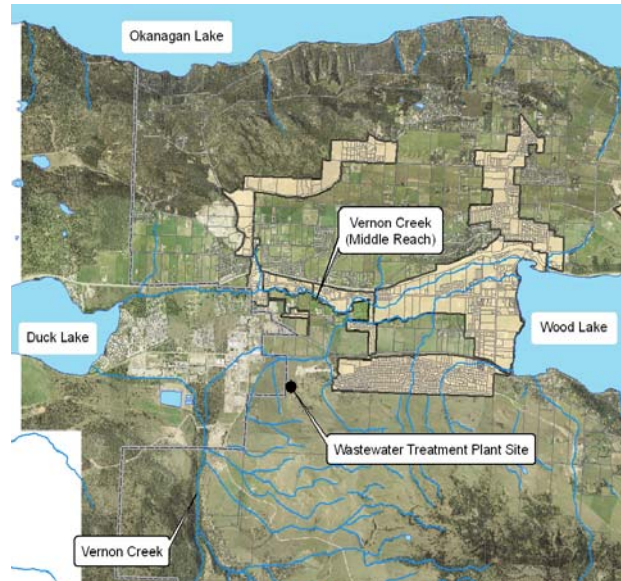 Okanagan Lake
Vernon Creek
(Middle Reach)
Duck Lake
Wood Lake
Wastewater Treatment Plant Site
Vernon Creek